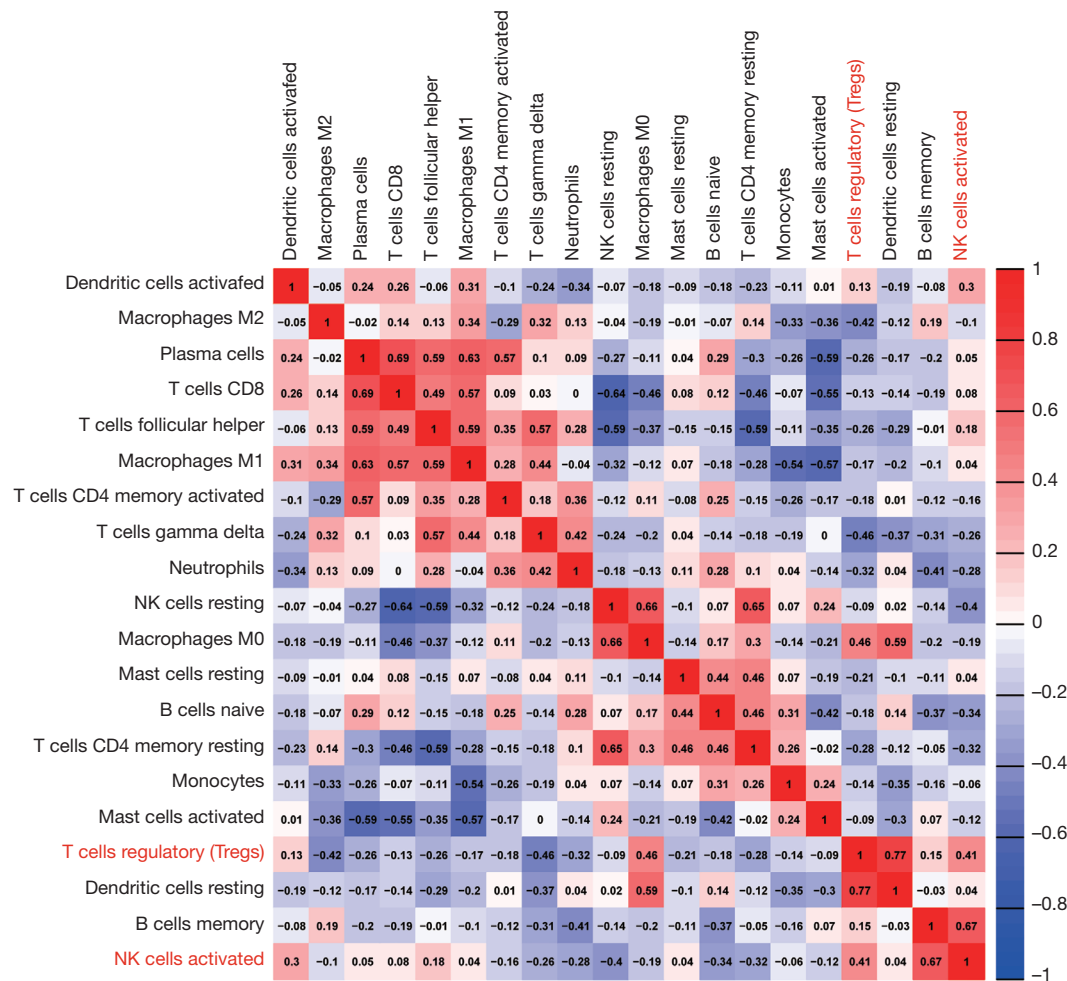 Dendritic cells activafed
Macrophages M2
Plasma cells
T cells CD8
T cells follicular helper
Macrophages M1
T cells CD4 memory activated
T cells gamma delta
Neutrophils
NK cells resting
Macrophages M0
Mast cells resting
B cells naive
T cells CD4 memory resting
Monocytes
Mast cells activated
T cells regulatory (Tregs)
Dendritic cells resting
B cells memory
NK cells activated
Dendritic cells activafed 1 −0.05 0.24 0.26 −0.06 0.31 −0.1 −0.24 −0.34 −0.07 −0.18 −0.09 −0.18 −0.23 −0.11 0.01 0.13 −0.19 −0.08 0.3
Macrophages M2 −0.05 1 −0.02 0.14 0.13 0.34 −0.29 0.32 0.13 −0.04 −0.19 −0.01 −0.07 0.14 −0.33 −0.36 −0.42 −0.12 0.19 −0.1
Plasma cells 0.24 −0.02 1 0.69 0.59 0.63 0.57 0.1 0.09 −0.27 −0.11 0.04 0.29 −0.3 −0.26 −0.59 −0.26 −0.17 −0.2 0.05
T cells CD8 0.26 0.14 0.69 1 0.49 0.57 0.09 0.03 0 −0.64 −0.46 0.08 0.12 −0.46 −0.07 −0.55 −0.13 −0.14 −0.19 0.08
T cells follicular helper −0.06 0.13 0.59 0.49 1 0.59 0.35 0.57 0.28 −0.59 −0.37 −0.15 −0.15 −0.59 −0.11 −0.35 −0.26 −0.29 −0.01 0.18
Macrophages M1 0.31 0.34 0.63 0.57 0.59 1 0.28 0.44 −0.04 −0.32 −0.12 0.07 −0.18 −0.28 −0.54 −0.57 −0.17 −0.2 −0.1 0.04
T cells CD4 memory activated −0.1 −0.29 0.57 0.09 0.35 0.28 1 0.18 0.36 −0.12 0.11 −0.08 0.25 −0.15 −0.26 −0.17 −0.18 0.01 −0.12 −0.16
T cells gamma delta −0.24 0.32 0.1 0.03 0.57 0.44 0.18 1 0.42 −0.24 −0.2 0.04 −0.14 −0.18 −0.19 0 −0.46 −0.37 −0.31 −0.26
Neutrophils −0.34 0.13 0.09 0 0.28 −0.04 0.36 0.42 1 −0.18 −0.13 0.11 0.28 0.1 0.04 −0.14 −0.32 0.04 −0.41 −0.28
NK cells resting −0.07 −0.04 −0.27 −0.64 −0.59 −0.32 −0.12 −0.24 −0.18 1 0.66 −0.1 0.07 0.65 0.07 0.24 −0.09 0.02 −0.14 −0.4
Macrophages M0 −0.18 −0.19 −0.11 −0.46 −0.37 −0.12 0.11 −0.2 −0.13 0.66 1 −0.14 0.17 0.3 −0.14 −0.21 0.46 0.59 −0.2 −0.19
Mast cells resting −0.09 −0.01 0.04 0.08 −0.15 0.07 −0.08 0.04 0.11 −0.1 −0.14 1 0.44 0.46 0.07 −0.19 −0.21 −0.1 −0.11 0.04
B cells naive −0.18 −0.07 0.29 0.12 −0.15 −0.18 0.25 −0.14 0.28 0.07 0.17 0.44 1 0.46 0.31 −0.42 −0.18 0.14 −0.37 −0.34
T cells CD4 memory resting −0.23 0.14 −0.3 −0.46 −0.59 −0.28 −0.15 −0.18 0.1 0.65 0.3 0.46 0.46 1 0.26 −0.02 −0.28 −0.12 −0.05 −0.32
Monocytes −0.11 −0.33 −0.26 −0.07 −0.11 −0.54 −0.26 −0.19 0.04 0.07 −0.14 0.07 0.31 0.26 1 0.24 −0.14 −0.35 −0.16 −0.06
Mast cells activated 0.01 −0.36 −0.59 −0.55 −0.35 −0.57 −0.17 0 −0.14 0.24 −0.21 −0.19 −0.42 −0.02 0.24 1 −0.09 −0.3 0.07 −0.12
T cells regulatory (Tregs) 0.13 −0.42 −0.26 −0.13 −0.26 −0.17 −0.18 −0.46 −0.32 −0.09 0.46 −0.21 −0.18 −0.28 −0.14 −0.09 1 0.77 0.15 0.41
Dendritic cells resting −0.19 −0.12 −0.17 −0.14 −0.29 −0.2 0.01 −0.37 0.04 0.02 0.59 −0.1 0.14 −0.12 −0.35 −0.3 0.77 1 −0.03 0.04
B cells memory −0.08 0.19 −0.2 −0.19 −0.01 −0.1 −0.12 −0.31 −0.41 −0.14 −0.2 −0.11 −0.37 −0.05 −0.16 0.07 0.15 −0.03 1 0.67
NK cells activated 0.3 −0.1 0.05 0.08 0.18 0.04 −0.16 −0.26 −0.28 −0.4 −0.19 0.04 −0.34 −0.32 −0.06 −0.12 0.41 0.04 0.67 1
1
0.8
0.6
0.4
0.2
0
−0.2
−0.4
−0.6
−0.8
−1